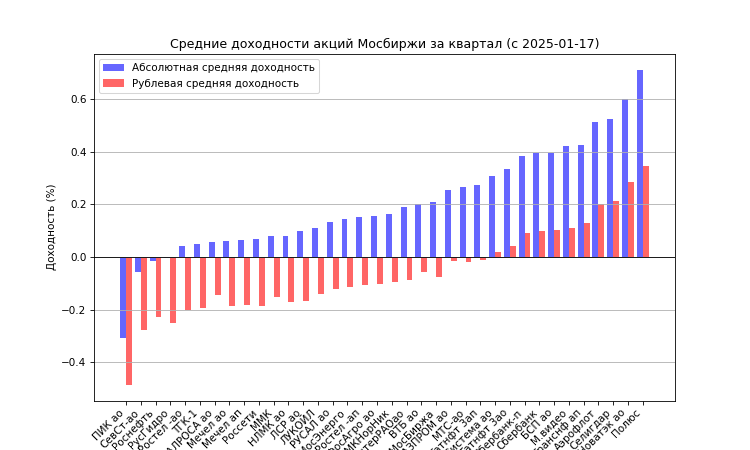 Средние доходности акций Мосбиржи за квартал (с 2025-01-17)
Абсолютная средняя доходность
Рублевая средняя доходность
Доходность (%)
0.6
0.4
0.2
0.0
−0.2
−0.4
ПИК ао
СевСт-ао
Роснефть
РусГидро
Ростел -ао
ТГК-1
АЛРОСА ао
Мечел ао
Мечел ап
Россети
ММК
НЛМК ао
ЛСР ао
ЛУКОЙЛ
РУСАЛ ао
Ростел -ап
ВТБ ао
МосБиржа
МТС-ао
Сбербанк
БСП ао
М.видео
Аэрофлот
Селигдар
Полюс